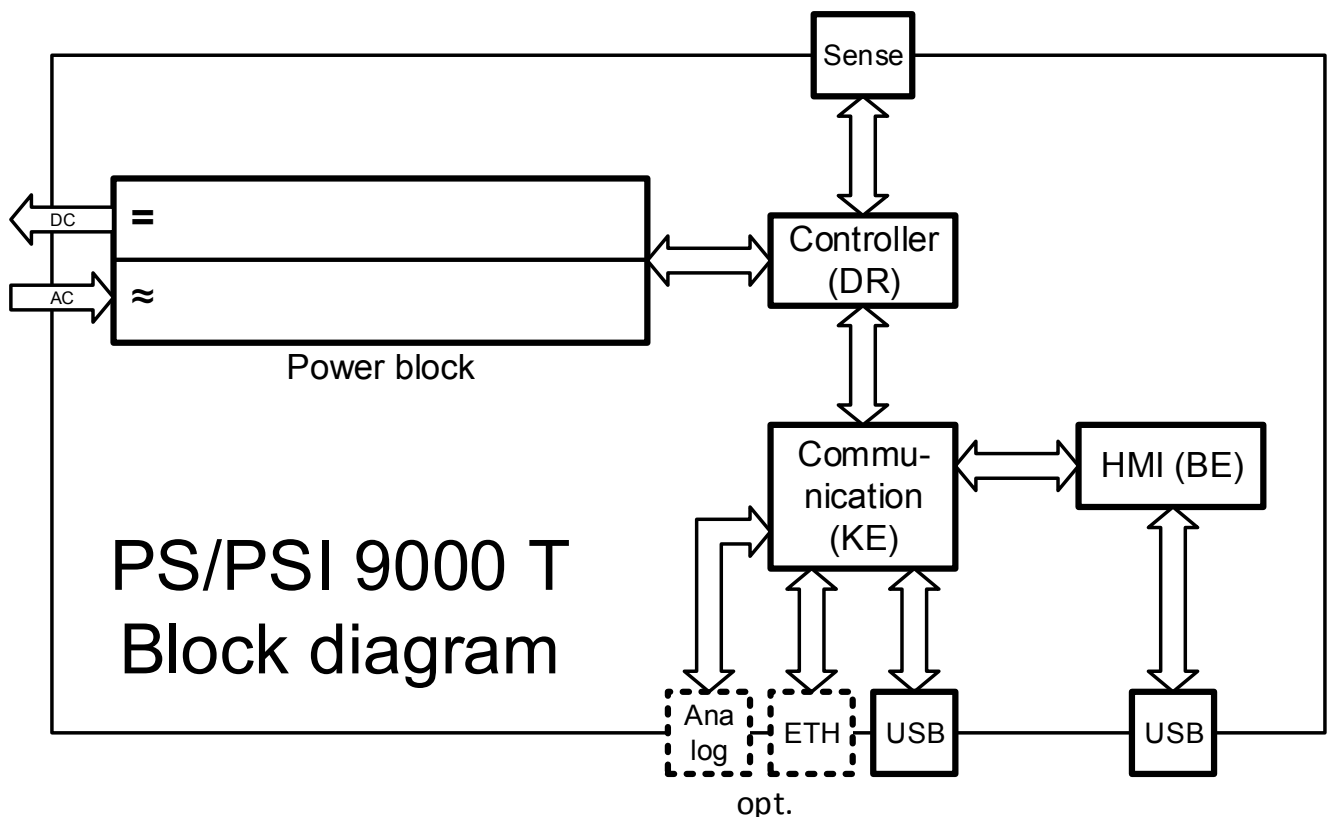 Sense
DC
=
Controller
(DR)
AC
≈
Power block
Commu-
nication
(KE)
HMI (BE)
PS/PSI 9000 T
Block diagram
Ana
log
ETH
USB
USB
opt.